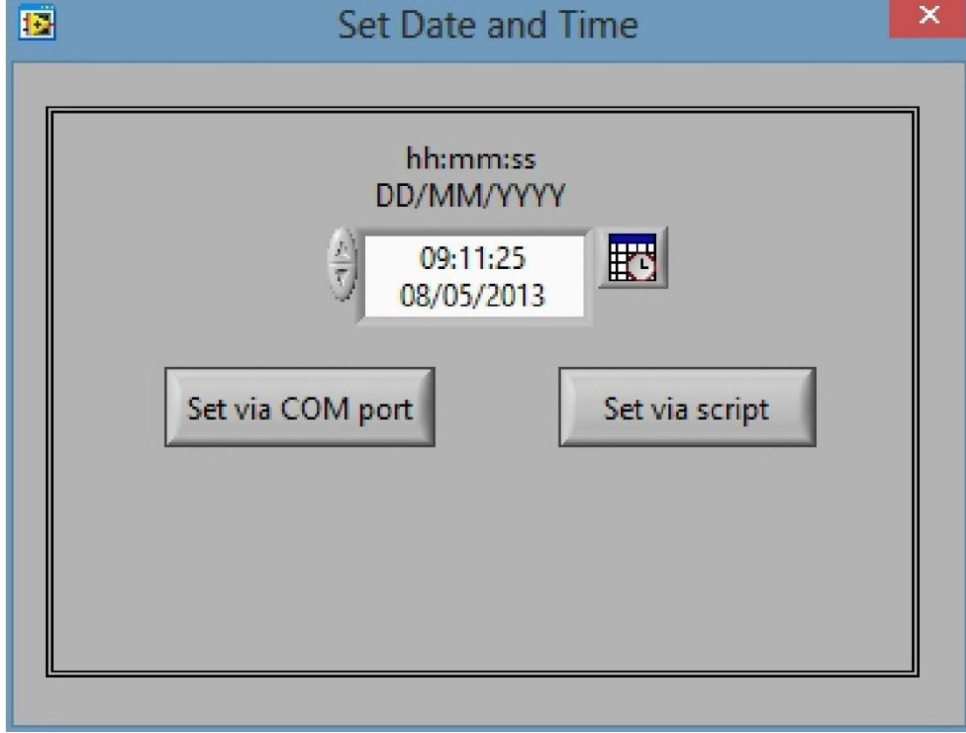 Set Date and Time
hh:mm:ss
DD/MM/YYYY
09:11:25
08/05/2013
Set via COM port
Set via script